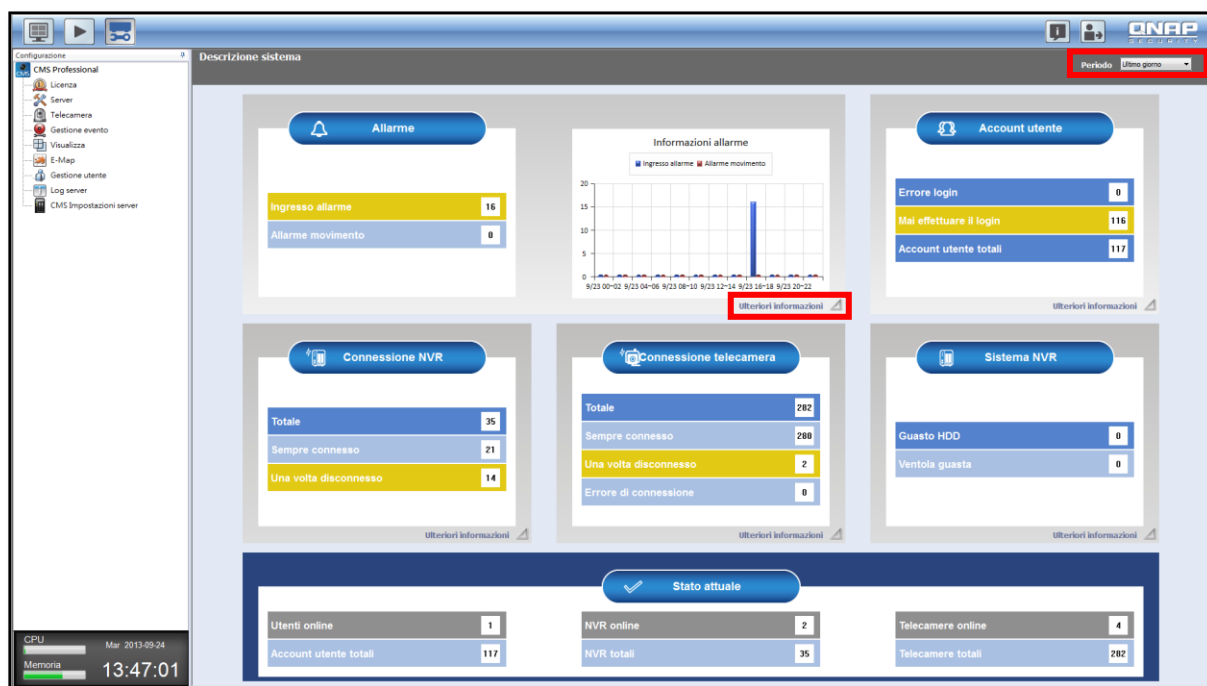 QNAP
SECURITY
Configurazione
CMS Professional
Licenza
Server
Telecamera
Gestione evento
Visualizza
E-Map
Gestione utente
Log server
CMS Impostazioni server
Descrizione sistema
Periodo Ultimo giorno
Allarme
Ingresso allarme 16
Allarme movimento 0
Informazioni allarme
Ingresso allarme Allarme movimento
20
15
10
5
0
9/23 00~02 9/23 04~06 9/23 08~10 9/23 12~14 9/23 16~18 9/23 20~22
Ulteriori informazioni
Account utente
Errore login 0
Mai effettuare il login 116
Account utente totali 117
Ulteriori informazioni
Connessione NVR
Totale 35
Sempre connesso 21
Una volta disconnesso 14
Ulteriori informazioni
Connessione telecamera
Totale 282
Sempre connesso 280
Una volta disconnesso 2
Errore di connessione 0
Ulteriori informazioni
Sistema NVR
Guasto HDD 0
Ventola guasta 0
Ulteriori informazioni
Stato attuale
Utenti online 1
Account utente totali 117
NVR online 2
NVR totali 35
Telecamere online 4
Telecamere totali 282
CPU
Mar 2013-09-24
Memoria
13:47:01